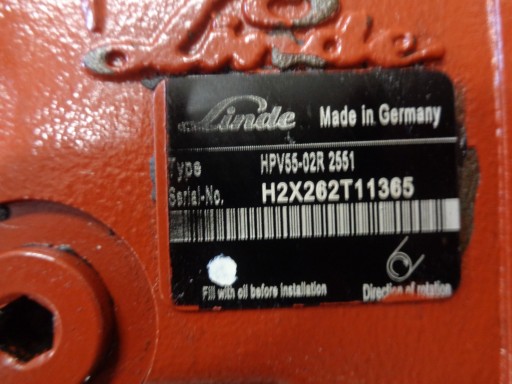 Linde
Linde Made in Germany
Type HPV55-02R 2551
Serial-No. H2X262T11365
Fill with oil before installation Direction of rotation